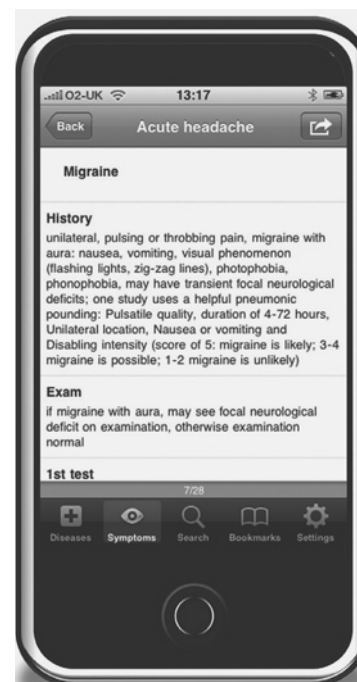 O2-UK 13:17
Back Acute headache
Migraine
History
unilateral, pulsing or throbbing pain, migraine with
aura: nausea, vomiting, visual phenomenon
(flashing lights, zig-zag lines), photophobia,
phonophobia, may have transient focal neurological
deficits; one study uses a helpful pneumonic
pounding: Pulsatile quality, duration of 4-72 hours,
Unilateral location, Nausea or vomiting and
Disabling intensity (score of 5: migraine is likely; 3-4
migraine is possible; 1-2 migraine is unlikely)
Exam
if migraine with aura, may see focal neurological
deficit on examination, otherwise examination
normal
1st test
7/28
Diseases Symptoms Search Bookmarks Settings